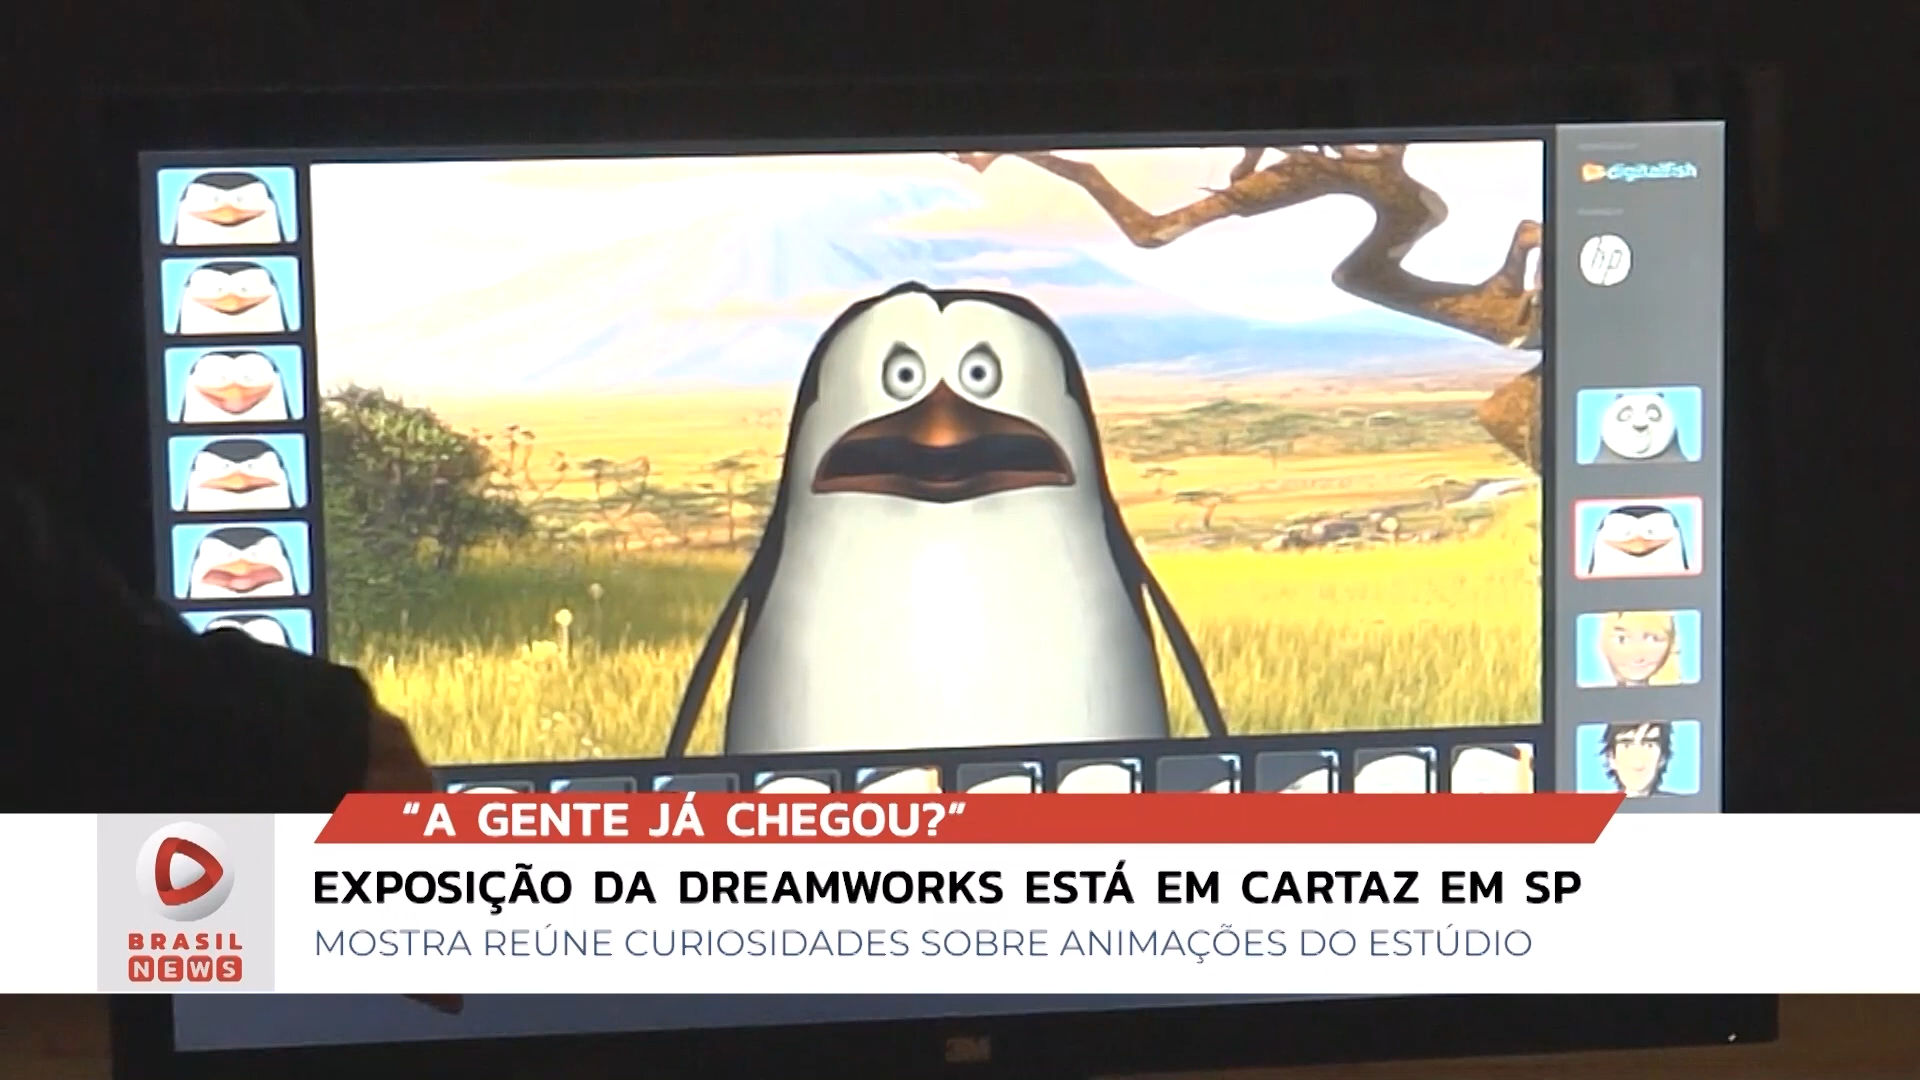 digitalfish
hp
“A GENTE JÁ CHEGOU?”
EXPOSIÇÃO DA DREAMWORKS ESTÁ EM CARTAZ EM SP
MOSTRA REÚNE CURIOSIDADES SOBRE ANIMAÇÕES DO ESTÚDIO
BRASIL
NEWS
3M